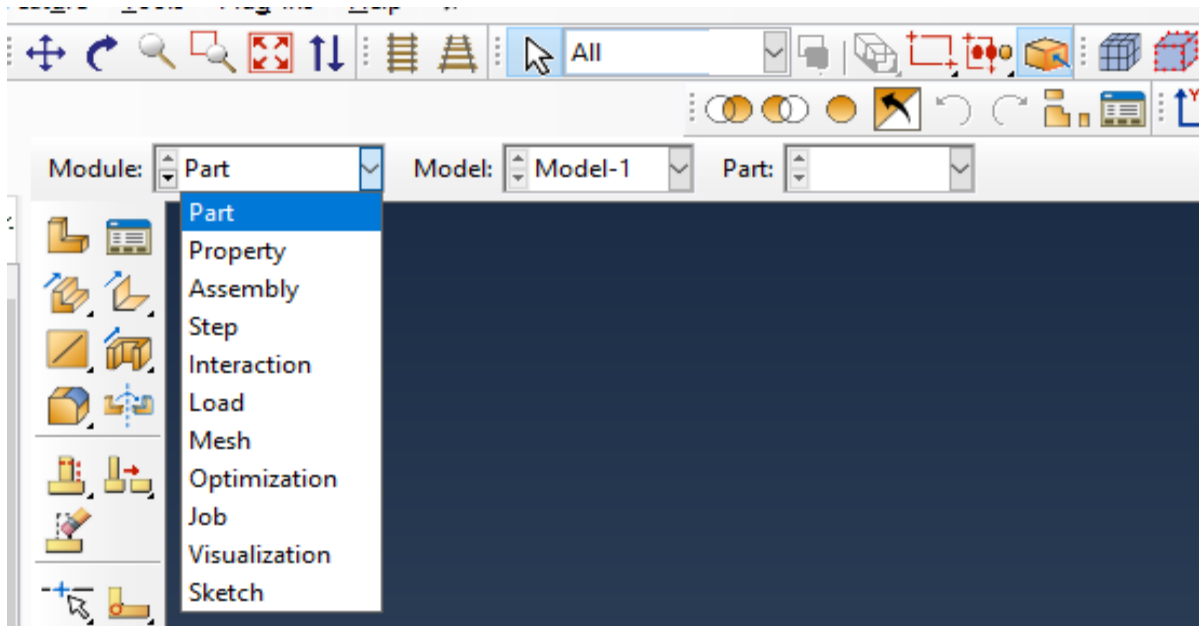 All
Module: Part Model: Model-1 Part:
Part
Property
Assembly
Step
Interaction
Load
Mesh
Optimization
Job
Visualization
Sketch